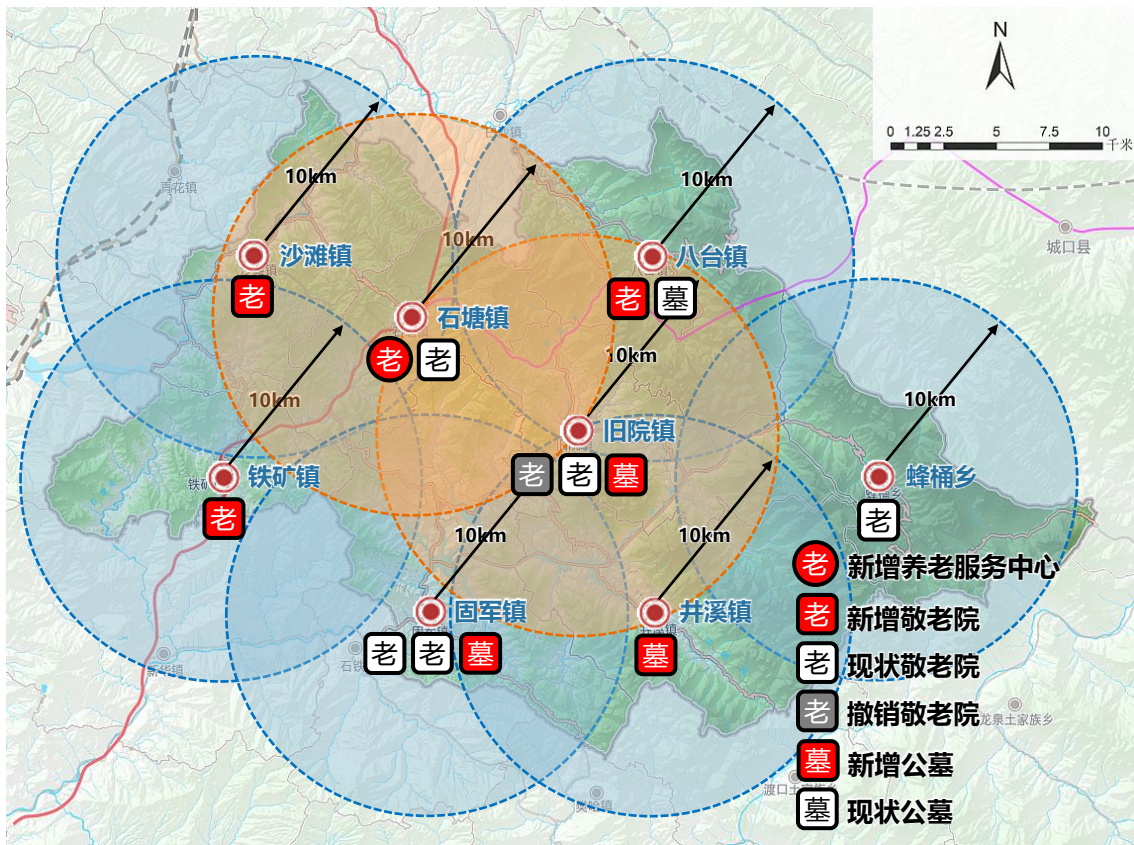 N
0 1.25 2.5 5 7.5 10
千米
青花镇
城口县
10km
10km
10km
沙滩镇
老
石塘镇
老
老
八台镇
老
墓
10km
10km
旧院镇
老
老
墓
10km
蜂桶乡
老
铁矿镇
老
10km
10km
固军镇
老
老
墓
井溪镇
墓
新华镇
龙泉土家族乡
老 新增养老服务中心
老 新增敬老院
老 现状敬老院
老 撤销敬老院
墓 新增公墓
墓 现状公墓